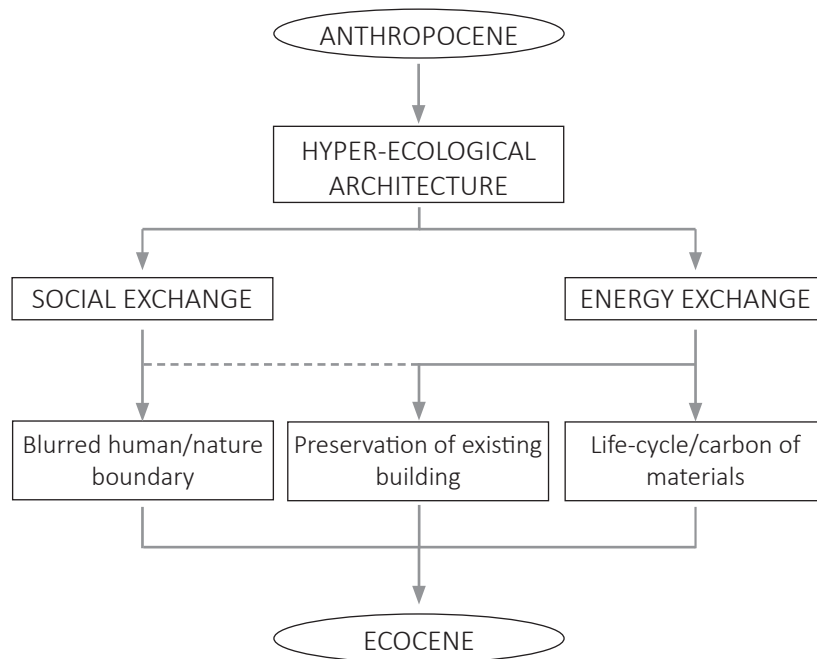 ANTHROPOCENE
HYPER-ECOLOGICAL
ARCHITECTURE
SOCIAL EXCHANGE
ENERGY EXCHANGE
Blurred human/nature
boundary
Preservation of existing
building
Life-cycle/carbon of
materials
ECOCENE